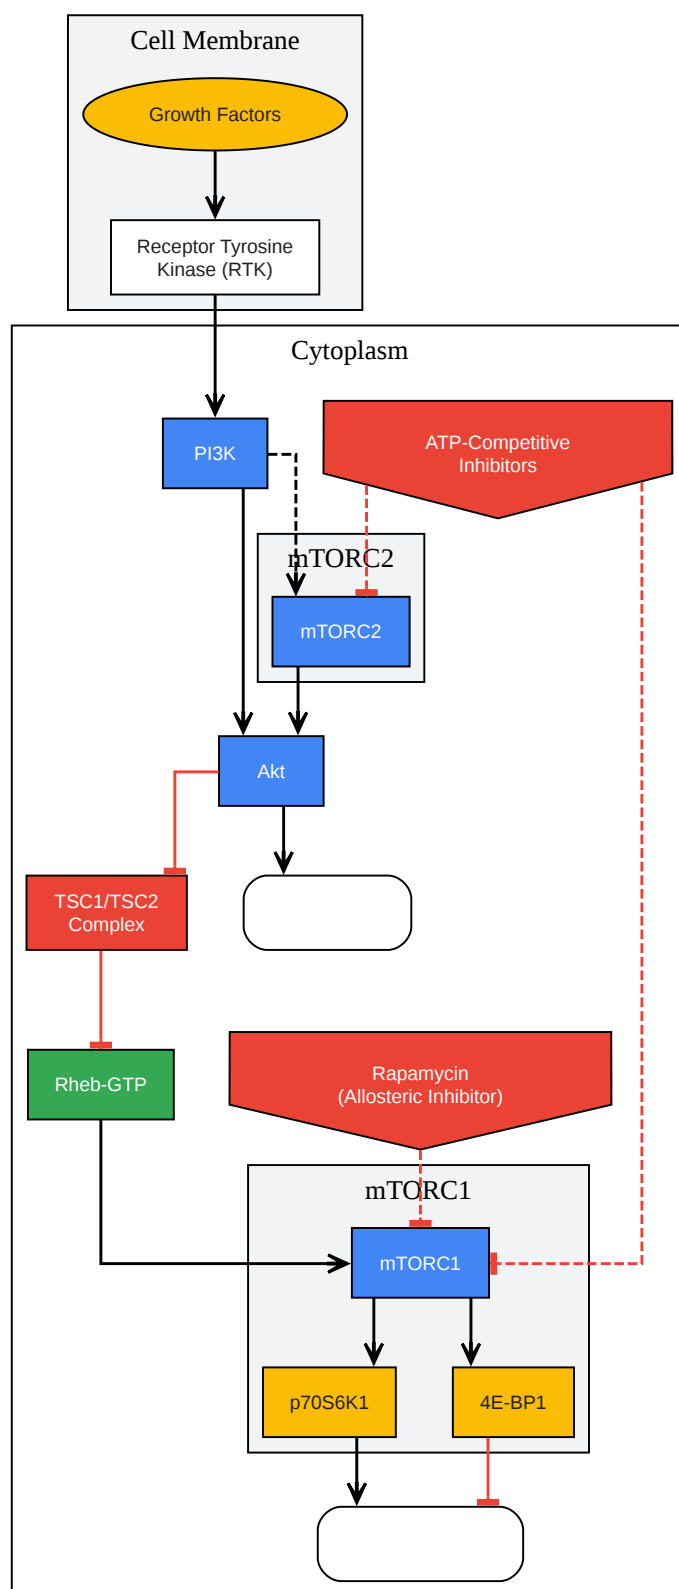 Cell Membrane
Growth Factors
Receptor Tyrosine
Kinase (RTK)
Cytoplasm
PI3K
ATP-Competitive
Inhibitors
mTORC2
mTORC2
Akt
TSC1/TSC2
Complex
Rheb-GTP
Rapamycin
(Allosteric Inhibitor)
mTORC1
mTORC1
p70S6K1
4E-BP1